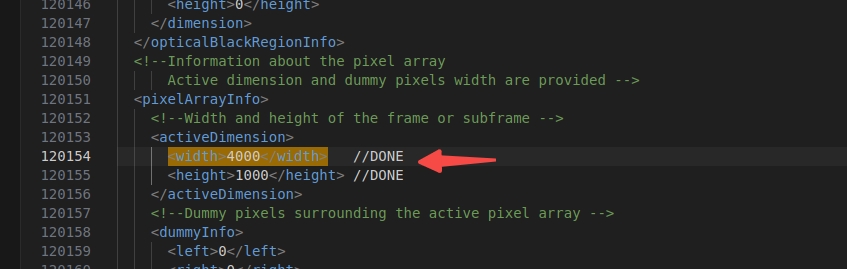 120146 <height>0</height>
120147 </dimension>
120148 </opticalBlackRegionInfo>
120149 <!--Information about the pixel array
120150 Active dimension and dummy pixels width are provided -->
120151 <pixelArrayInfo>
120152 <!--Width and height of the frame or subframe -->
120153 <activeDimension>
120154 <width>4000</width> //DONE
120155 <height>1000</height> //DONE
120156 </activeDimension>
120157 <!--Dummy pixels surrounding the active pixel array -->
120158 <dummyInfo>
120159 <left>0</left>
120160 <right>0</right>